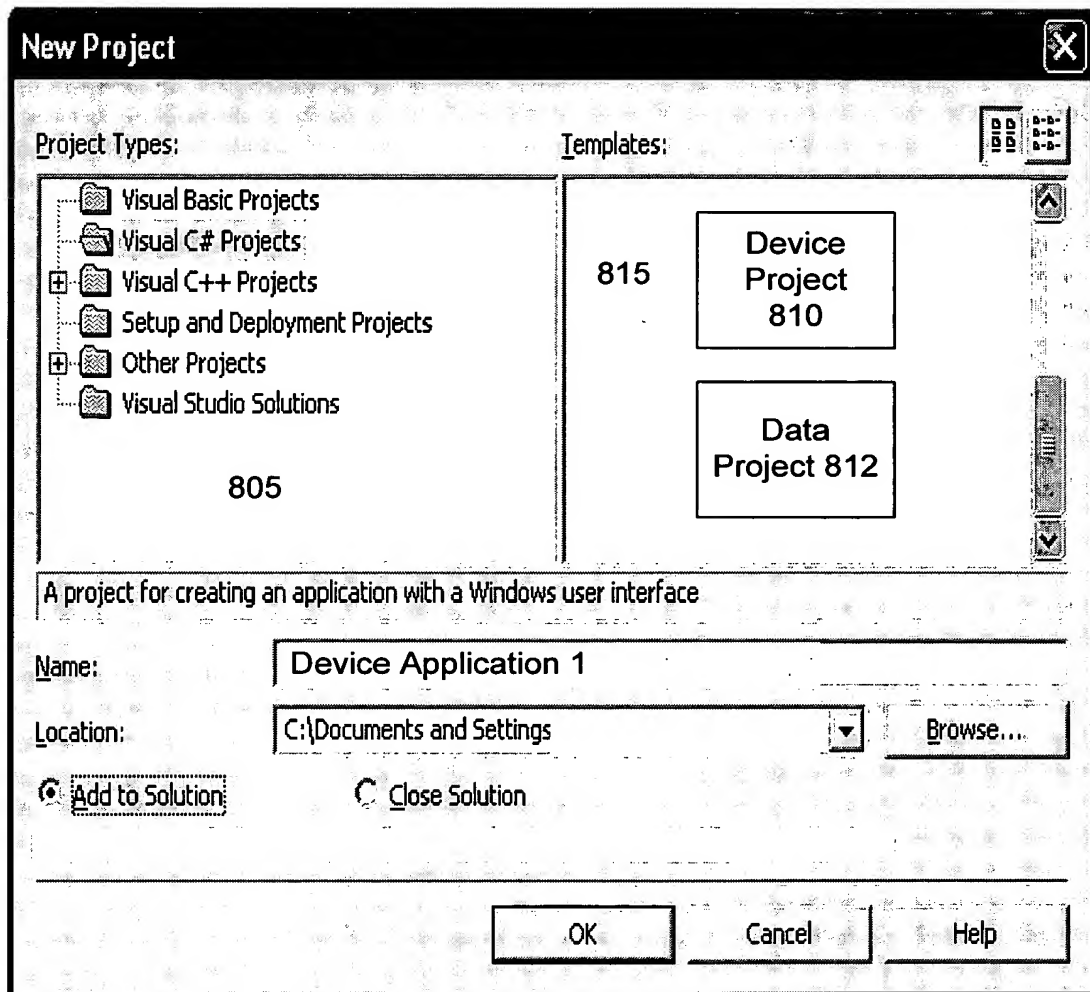 New Project
Project Types:
Templates:
Visual Basic Projects
Visual C# Projects
Visual C++ Projects
Setup and Deployment Projects
Other Projects
Visual Studio Solutions
805
815
Device
Project
810
Data
Project 812
A project for creating an application with a Windows user interface
Name:
Device Application 1
Location:
C:\Documents and Settings
Browse...
Add to Solution
Close Solution
OK
Cancel
Help